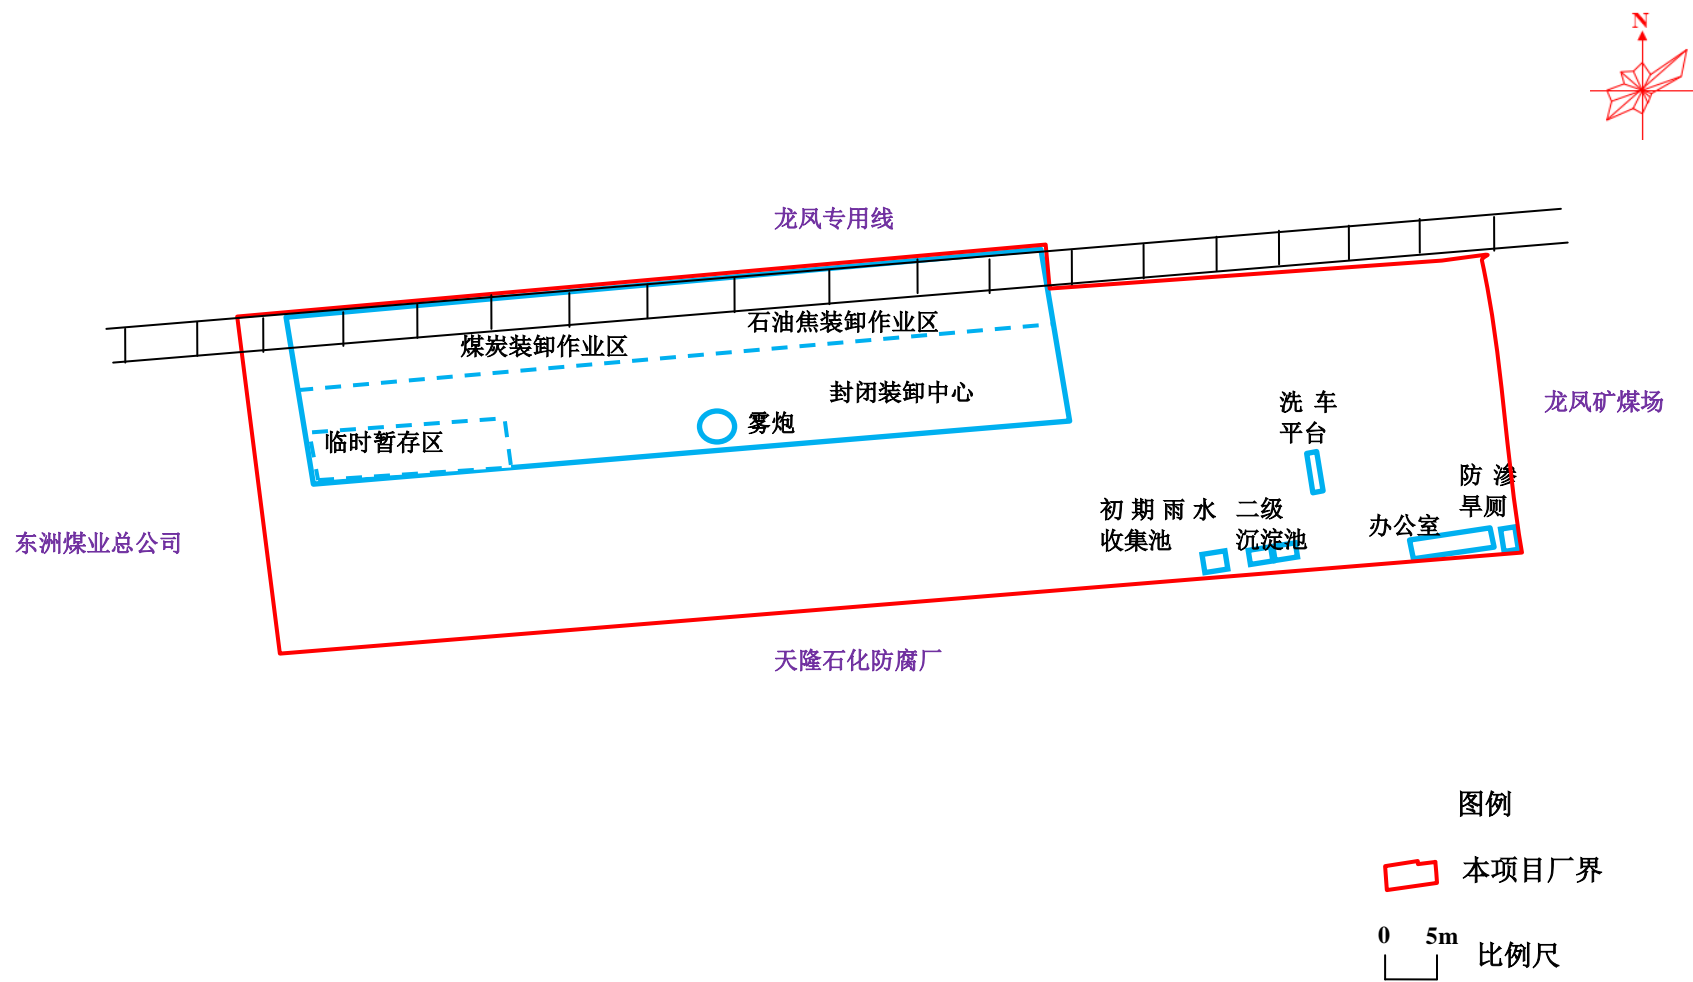 N
龙凤专用线
石油焦装卸作业区
煤炭装卸作业区
封闭装卸中心
洗 车
平台
龙凤矿煤场
雾炮
临时暂存区
防 渗
旱厕
初 期 雨 水
收集池
二级
沉淀池
办公室
东洲煤业总公司
天隆石化防腐厂
图例
本项目厂界
0 5m
比例尺